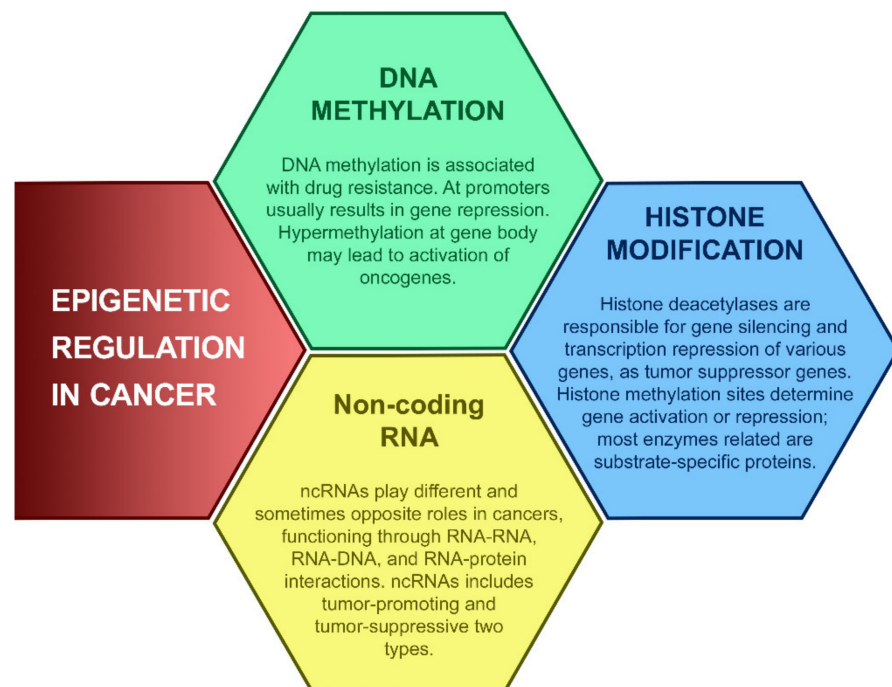 EPIGENETIC
REGULATION
IN CANCER
DNA
METHYLATION
DNA methylation is associated
with drug resistance. At promoters
usually results in gene repression.
Hypermethylation at gene body
may lead to activation of
oncogenes.
HISTONE
MODIFICATION
Histone deacetylases are
responsible for gene silencing and
transcription repression of various
genes, as tumor suppressor genes.
Histone methylation sites determine
gene activation or repression;
most enzymes related are
substrate-specific proteins.
Non-coding
RNA
ncRNAs play different and
sometimes opposite roles in cancers,
functioning through RNA-RNA,
RNA-DNA, and RNA-protein
interactions. ncRNAs includes
tumor-promoting and
tumor-suppressive two
types.